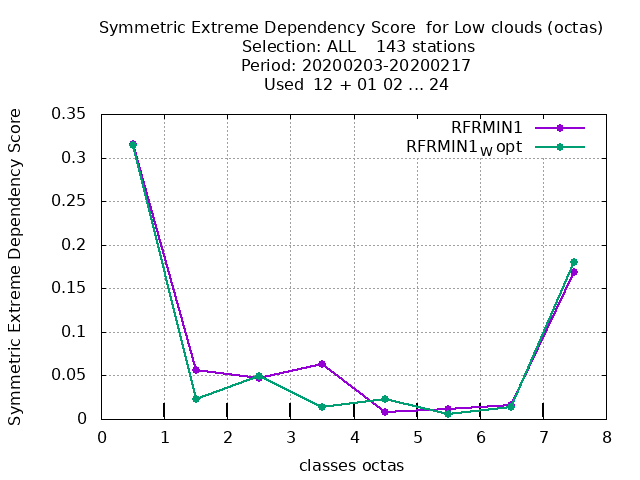 Symmetric Extreme Dependency Score for Low clouds (octas)
Selection: ALL 143 stations
Period: 20200203-20200217
Used 12 + 01 02 ... 24
Symmetric Extreme Dependency Score
0.35
0.3
0.25
0.2
0.15
0.1
0.05
0
RFRMIN1
RFRMIN1W opt
0 1 2 3 4 5 6 7 8
classes octas